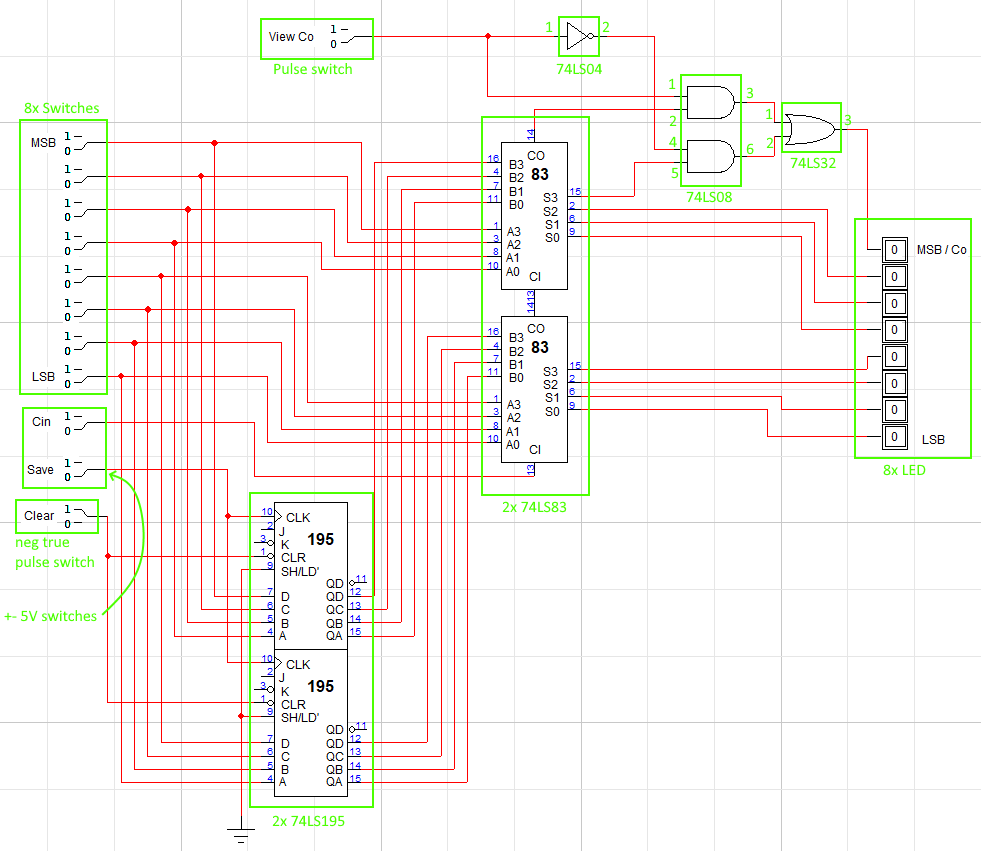 View Co
1
0
Pulse switch
1
2
74LS04
1
2
3
4
5
6
74LS08
1
2
3
74LS32
8x Switches
MSB
1
0
1
0
1
0
1
0
1
0
1
0
1
0
LSB
1
0
Cin
1
0
Save
1
0
Clear
1
0
neg true
pulse switch
+- 5V switches
14
CO
83
16 B3
4 B2
7 B1
11 B0
1 A3
3 A2
8 A1
10 A0
S3 15
S2 2
S1 6
S0 9
CI
13
14
CO
83
16 B3
4 B2
7 B1
11 B0
1 A3
3 A2
8 A1
10 A0
S3 15
S2 2
S1 6
S0 9
CI
13
2x 74LS83
0 MSB / Co
0
0
0
0
0
0
0 LSB
8x LED
10 CLK
2 J
195
3 K
1 CLR
9 SH/LD'
QD 11
7 D QD 12
6 C QC 13
5 B QB 14
4 A QA 15
10 CLK
2 J
195
3 K
1 CLR
9 SH/LD'
QD 11
7 D QD 12
6 C QC 13
5 B QB 14
4 A QA 15
2x 74LS195